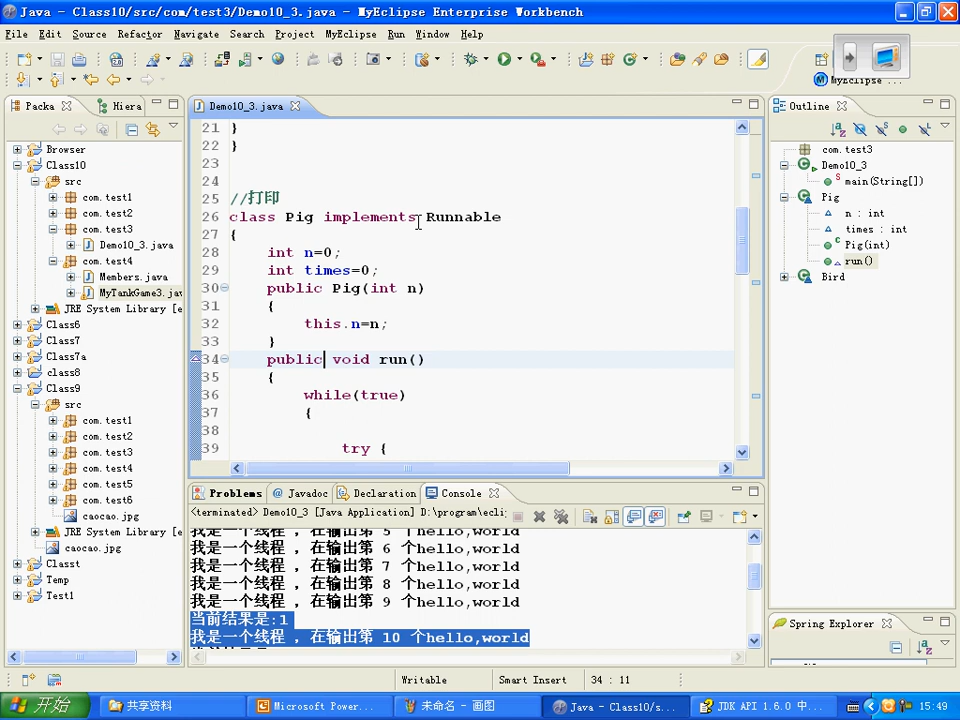 Java - Class10/src/com/test3/Demo10_3.java - MyEclipse Enterprise Workbench
File Edit Source Refactor Navigate Search Project MyEclipse Run Window Help
MyEclipse ...
Packa
Hiera
Browser
Class10
src
com.test1
com.test2
com.test3
Demo10_3.java
com.test4
Members.java
MyTankGame3.jav
JRE System Library [e
Class6
Class7
Class7a
class8
Class9
src
com.test1
com.test2
com.test3
com.test4
com.test5
com.test6
caocao.jpg
JRE System Library [e
caocao.jpg
Classt
Temp
Test1
Demo10_3.java
21 }
22 }
23
24
25 //打印
26 class Pig implements Runnable
27 {
28 int n=0;
29 int times=0;
30 public Pig(int n)
31 {
32 this.n=n;
33 }
34 public void run()
35 {
36 while(true)
37 {
38
39 try {
Outline
com.test3
Demo10_3
main(String[])
Pig
n : int
times : int
Pig(int)
run()
Bird
Problems @ Javadoc Declaration Console
<terminated> Demo10_3 [Java Application] D:\program\ecli
我是一个线程 ，在输出第 5 个hello,world
我是一个线程 ，在输出第 6 个hello,world
我是一个线程 ，在输出第 7 个hello,world
我是一个线程 ，在输出第 8 个hello,world
我是一个线程 ，在输出第 9 个hello,world
当前结果是:1
我是一个线程 ，在输出第 10 个hello,world
Spring Explorer
Writable Smart Insert 34 : 11
开始 共享资料 Microsoft Power... 未命名 - 画图 Java - Class10/s... JDK API 1.6.0 中... 15:49